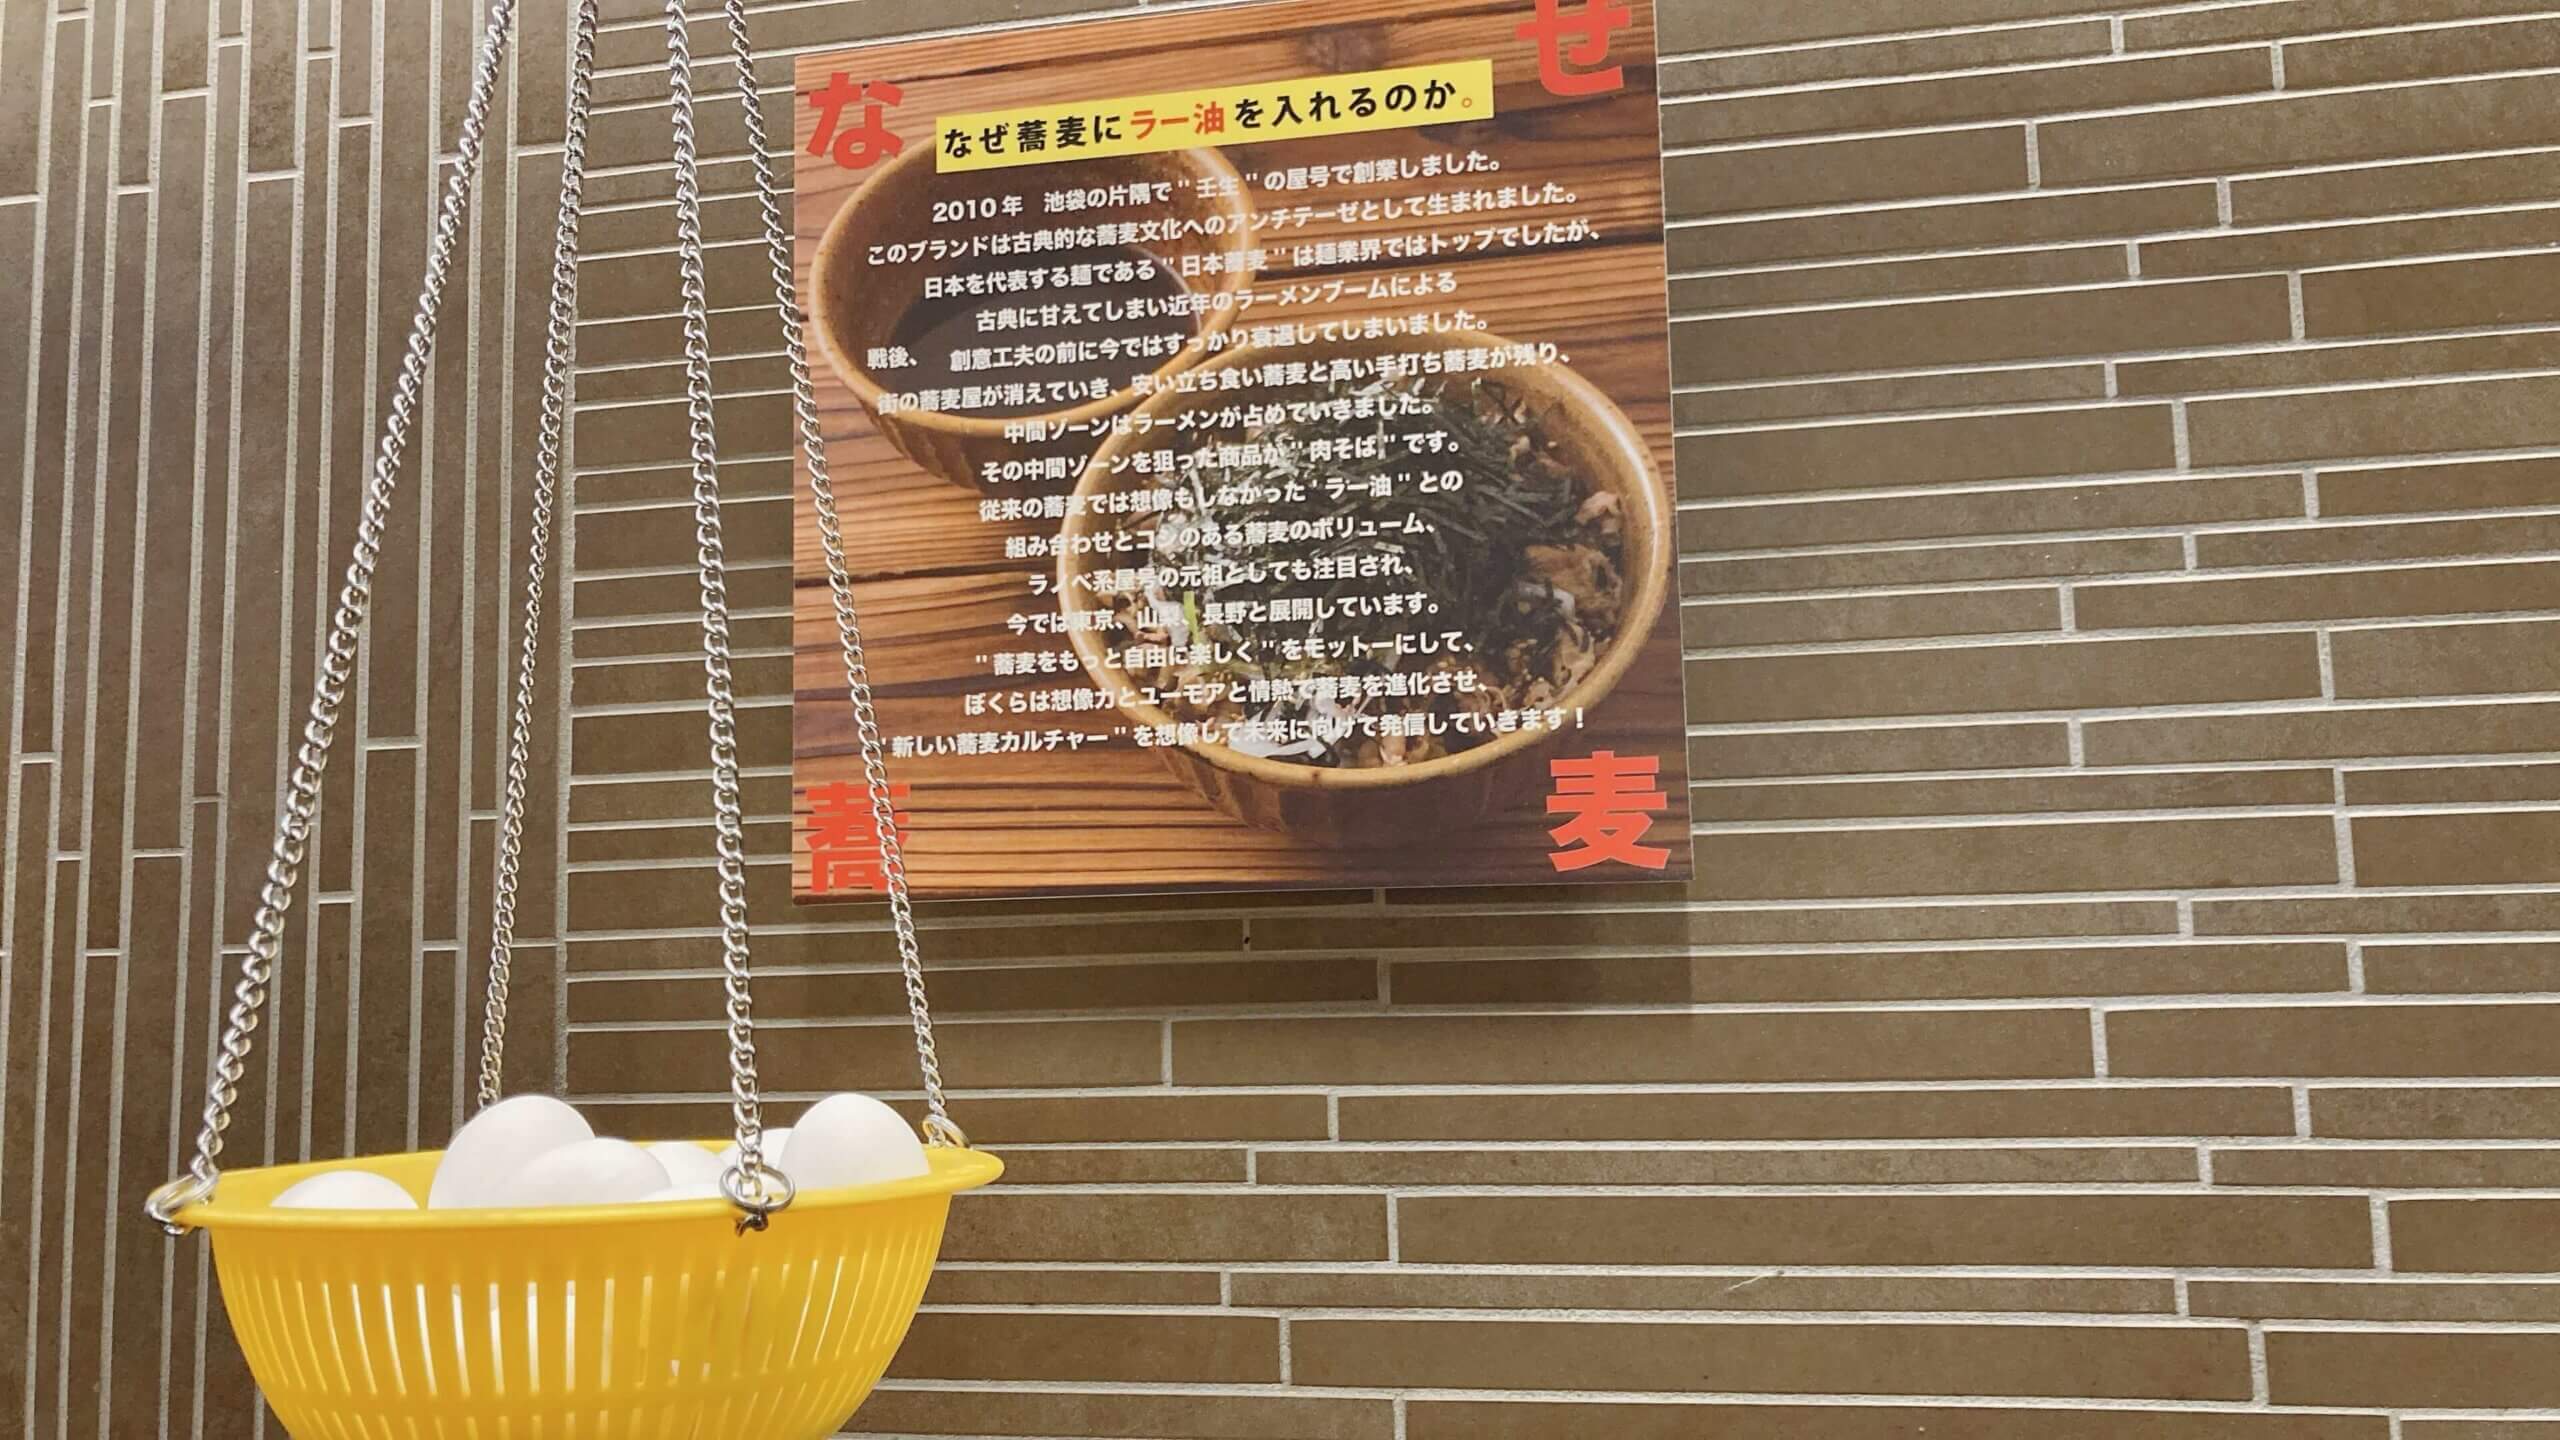 な ぜ
なぜ蕎麦にラー油を入れるのか。
2010年　池袋の片隅で"壬生"の屋号で創業しました。
このブランドは古典的な蕎麦文化へのアンチテーゼとして生まれました。
日本を代表する麺である"日本蕎麦"は麺業界ではトップでしたが、
古典に甘えてしまい近年のラーメンブームによる
戦後、　創意工夫の前に今ではすっかり衰退してしまいました。
街の蕎麦屋が消えていき、安い立ち食い蕎麦と高い手打ち蕎麦が残り、
中間ゾーンはラーメンが占めていきました。
その中間ゾーンを狙った商品が"肉そば"です。
従来の蕎麦では想像もしなかった'ラー油"との
組み合わせとコシのある蕎麦のボリューム、
ラノベ系屋号の元祖としても注目され、
今では東京、山梨、長野と展開しています。
"蕎麦をもっと自由に楽しく"をモットーにして、
ぼくらは想像力とユーモアと情熱で蕎麦を進化させ、
'新しい蕎麦カルチャー"を想像して未来に向けて発信していきます！
蕎 麦